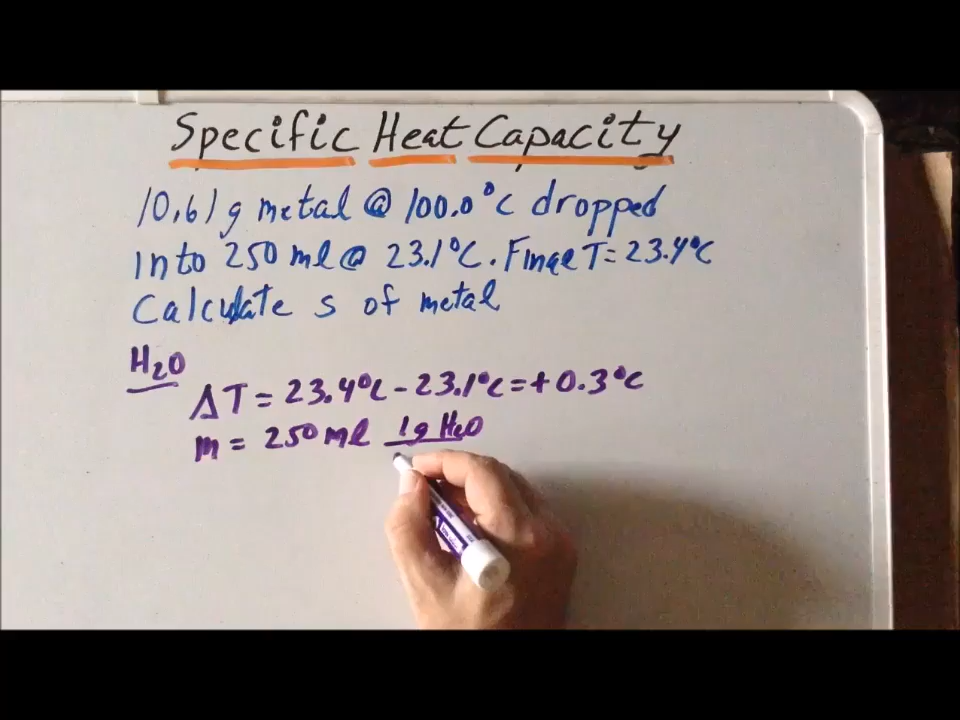 Specific Heat Capacity
10.61g metal @ 100.0°C dropped
into 250 ml @ 23.1°C. Final T= 23.4°C
Calculate s of metal
H₂O
ΔT = 23.4°C - 23.1°C = +0.3°C
m = 250 ml 1g H₂O